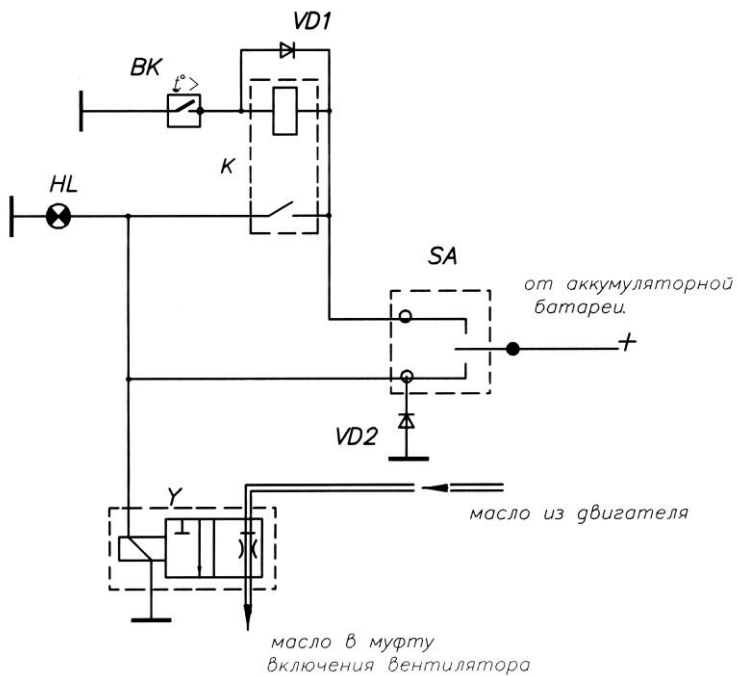 VD1
BK
t°>
K
HL
SA
от аккумуляторной
батареи.
+
VD2
Y
масло из двигателя
масло в муфту
включения вентилятора